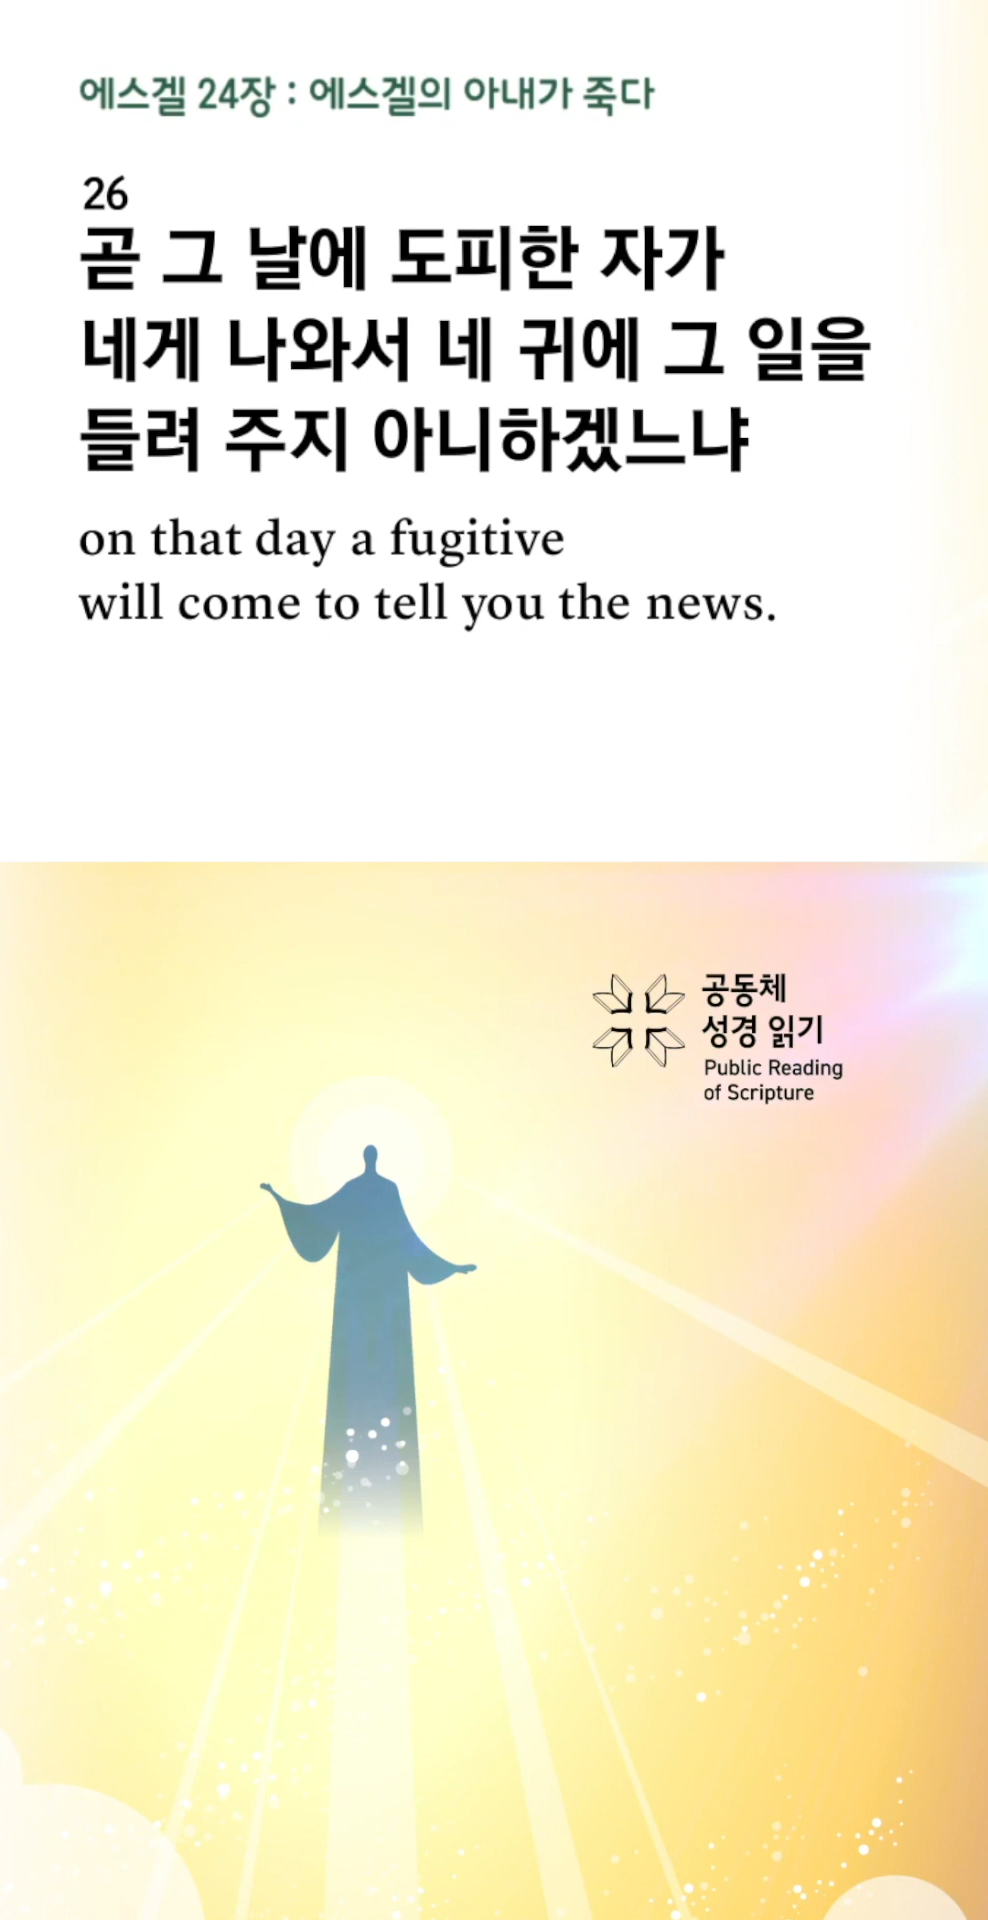 에스겔 24장 : 에스겔의 아내가 죽다
26
곧 그 날에 도피한 자가
네게 나와서 네 귀에 그 일을
들려 주지 아니하겠느냐
on that day a fugitive
will come to tell you the news.
공동체
성경 읽기
Public Reading
of Scripture